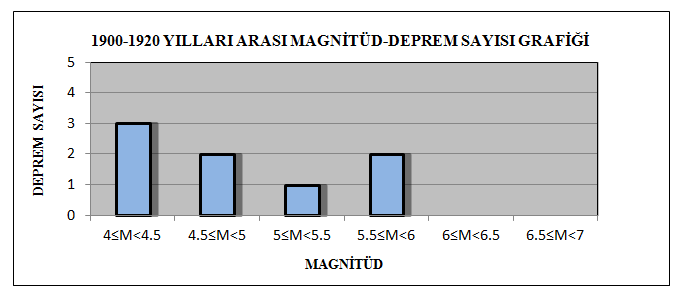 1900-1920 YILLARI ARASI MAGNİTÜD-DEPREM SAYISI GRAFİĞİ
DEPREM SAYISI
5
4
3
2
1
0
4≤M<4.5 4.5≤M<5 5≤M<5.5 5.5≤M<6 6≤M<6.5 6.5≤M<7
MAGNİTÜD